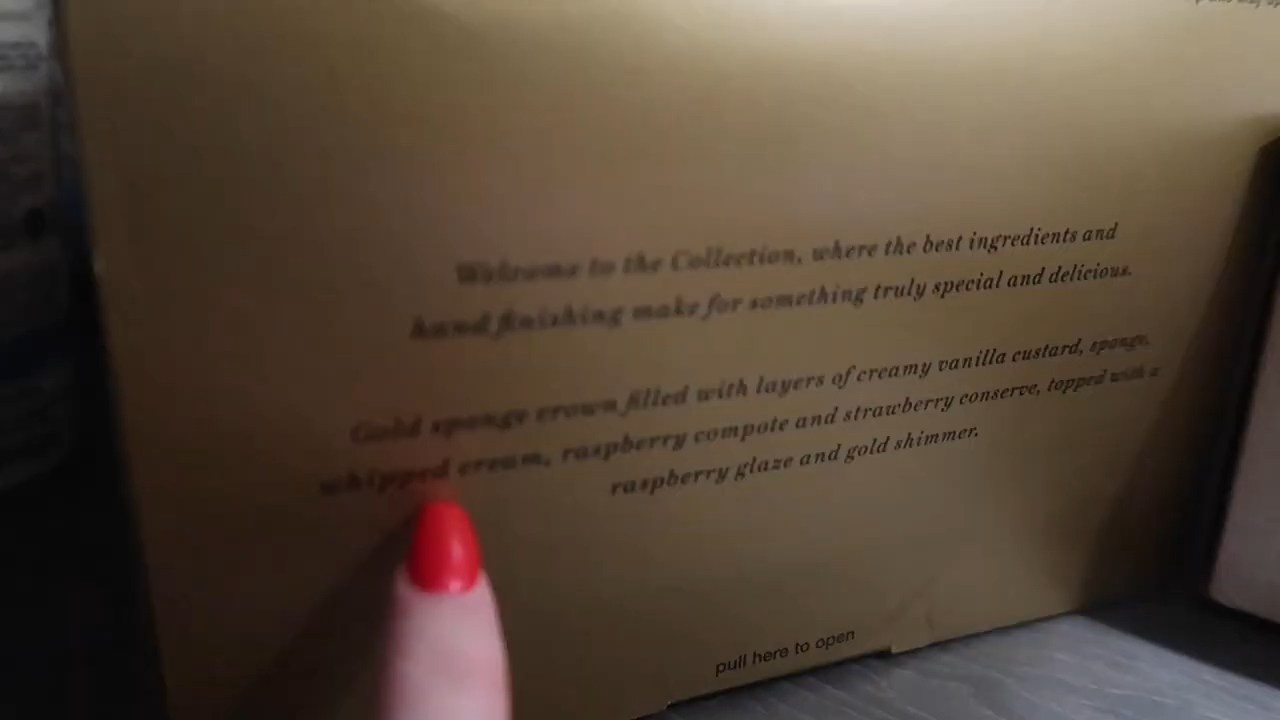 Welcome to the Collection, where the best ingredients and
hand finishing make for something truly special and delicious.
Gold sponge crown filled with layers of creamy vanilla custard, sponge,
whipped cream, raspberry compote and strawberry conserve, topped with a
raspberry glaze and gold shimmer.
pull here to open